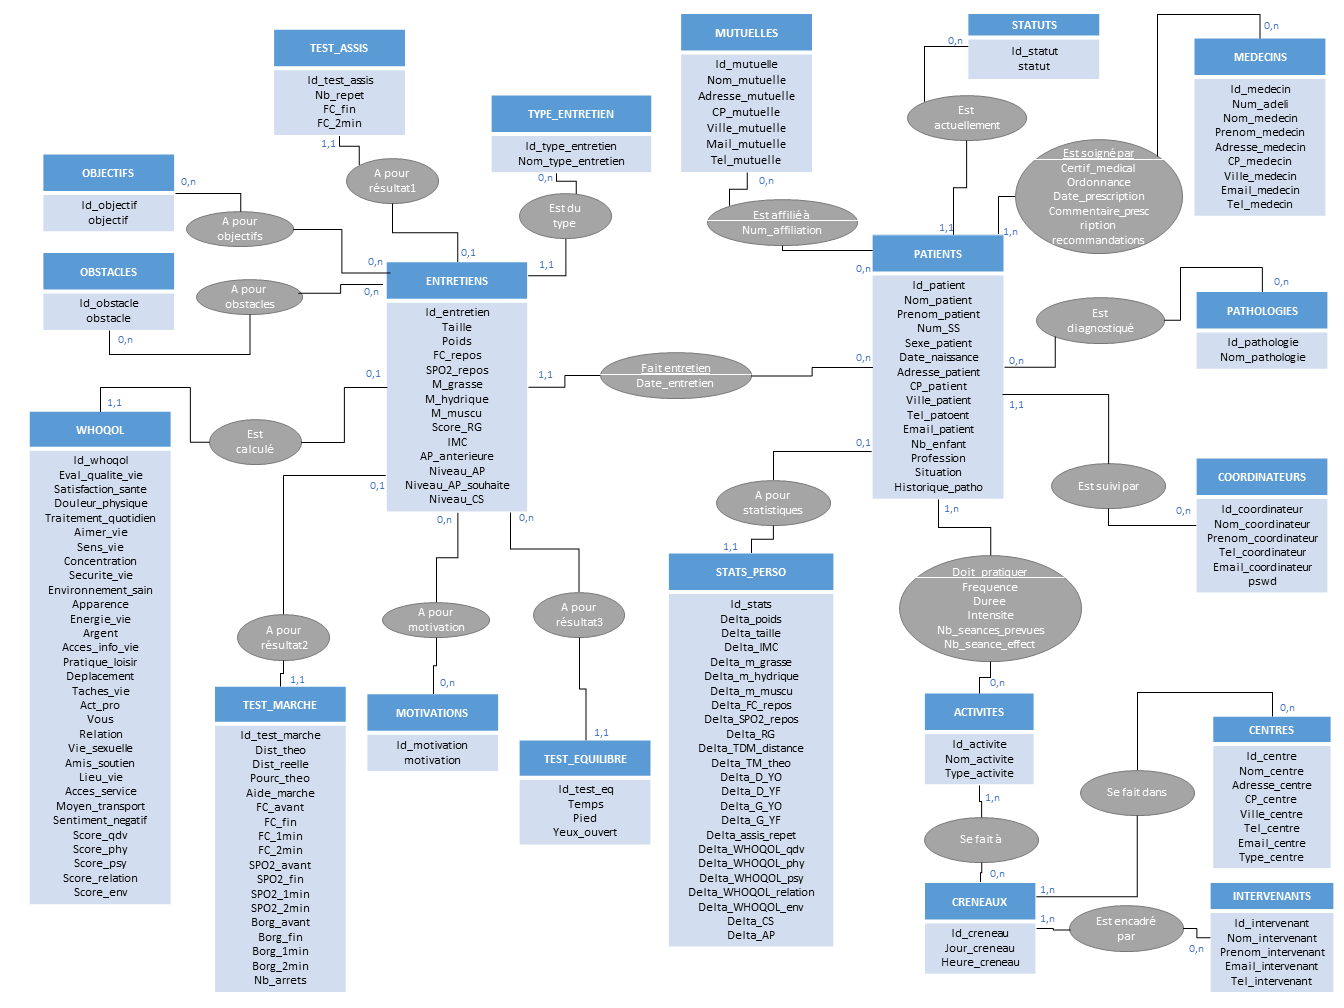 TEST_ASSIS
Id_test_assis
Nb_repet
FC_fin
FC_2min
1,1
A pour
résultat1
0,1
TYPE_ENTRETIEN
Id_type_entretien
Nom_type_entretien
0,n
Est du
type
1,1
MUTUELLES
Id_mutuelle
Nom_mutuelle
Adresse_mutuelle
CP_mutuelle
Ville_mutuelle
Mail_mutuelle
Tel_mutuelle
0,n
Est affilié à
Num_affiliation
0,n
STATUTS
Id_statut
statut
0,n
Est
actuellement
1,1
MEDECINS
Id_medecin
Num_adeli
Nom_medecin
Prenom_medecin
Adresse_medecin
CP_medecin
Ville_medecin
Email_medecin
Tel_medecin
0,n
Est soigné par
Certif_medical
Ordonnance
Date_prescription
Commentaire_presc
ription
recommandations
1,n
OBJECTIFS
Id_objectif
objectif
0,n
A pour
objectifs
0,n
OBSTACLES
Id_obstacle
obstacle
0,n
A pour
obstacles
0,n
ENTRETIENS
Id_entretien
Taille
Poids
FC_repos
SPO2_repos
M_grasse
M_hydrique
M_muscu
Score_RG
IMC
AP_anterieure
Niveau_AP
Niveau_AP_souhaite
Niveau_CS
1,1
Fait entretien
Date_entretien
0,n
PATIENTS
Id_patient
Nom_patient
Prenom_patient
Num_SS
Sexe_patient
Date_naissance
Adresse_patient
CP_patient
Ville_patient
Tel_patoent
Email_patient
Nb_enfant
Profession
Situation
Historique_patho
PATHOLOGIES
Id_pathologie
Nom_pathologie
0,n
Est
diagnostiqué
0,n
COORDINATEURS
Id_coordinateur
Nom_coordinateur
Prenom_coordinateur
Tel_coordinateur
Email_coordinateur
pswd
1,1
Est suivi par
0,n
WHOQOL
Id_whoqol
Eval_qualite_vie
Satisfaction_sante
Douleur_physique
Traitement_quotidien
Aimer_vie
Sens_vie
Concentration
Securite_vie
Environnement_sain
Apparence
Energie_vie
Argent
Acces_info_vie
Pratique_loisir
Deplacement
Taches_vie
Act_pro
Vous
Relation
Vie_sexuelle
Amis_soutien
Lieu_vie
Acces_service
Moyen_transport
Sentiment_negatif
Score_qdv
Score_phy
Score_psy
Score_relation
Score_env
1,1
Est
calculé
0,1
0,1
A pour
résultat2
1,1
TEST_MARCHE
Id_test_marche
Dist_theo
Dist_reelle
Pourc_theo
Aide_marche
FC_avant
FC_fin
FC_1min
FC_2min
SPO2_avant
SPO2_fin
SPO2_1min
SPO2_2min
Borg_avant
Borg_fin
Borg_1min
Borg_2min
Nb_arrets
0,n
A pour
motivation
0,n
MOTIVATIONS
Id_motivation
motivation
0,n
A pour
résultat3
1,1
TEST_EQUILIBRE
Id_test_eq
Temps
Pied
Yeux_ouvert
0,1
A pour
statistiques
1,1
STATS_PERSO
Id_stats
Delta_poids
Delta_taille
Delta_IMC
Delta_m_grasse
Delta_m_hydrique
Delta_m_muscu
Delta_FC_repos
Delta_SPO2_repos
Delta_RG
Delta_TDM_distance
Delta_TM_theo
Delta_D_YO
Delta_D_YF
Delta_G_YO
Delta_G_YF
Delta_assis_repet
Delta_WHOQOL_qdv
Delta_WHOQOL_phy
Delta_WHOQOL_psy
Delta_WHOQOL_relation
Delta_WHOQOL_env
Delta_CS
Delta_AP
1,n
Doit_pratiquer
Frequence
Duree
Intensite
Nb_seances_prevues
Nb_seance_effect
0,n
ACTIVITES
Id_activite
Nom_activite
Type_activite
1,n
Se fait à
0,n
CRENEAUX
Id_creneau
Jour_creneau
Heure_creneau
1,n
Se fait dans
0,n
CENTRES
Id_centre
Nom_centre
Adresse_centre
CP_centre
Ville_centre
Tel_centre
Email_centre
Type_centre
1,n
Est encadré
par
0,n
INTERVENANTS
Id_intervenant
Nom_intervenant
Prenom_intervenant
Email_intervenant
Tel_intervenant